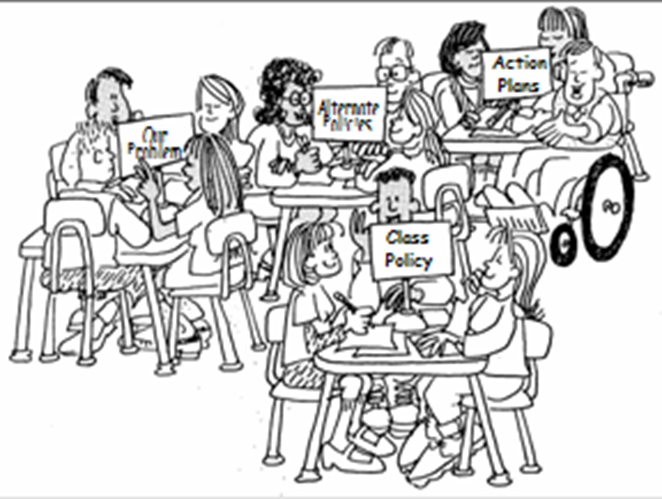 Our
Problem
Alternate
Policies
Action
Plans
Class
Policy